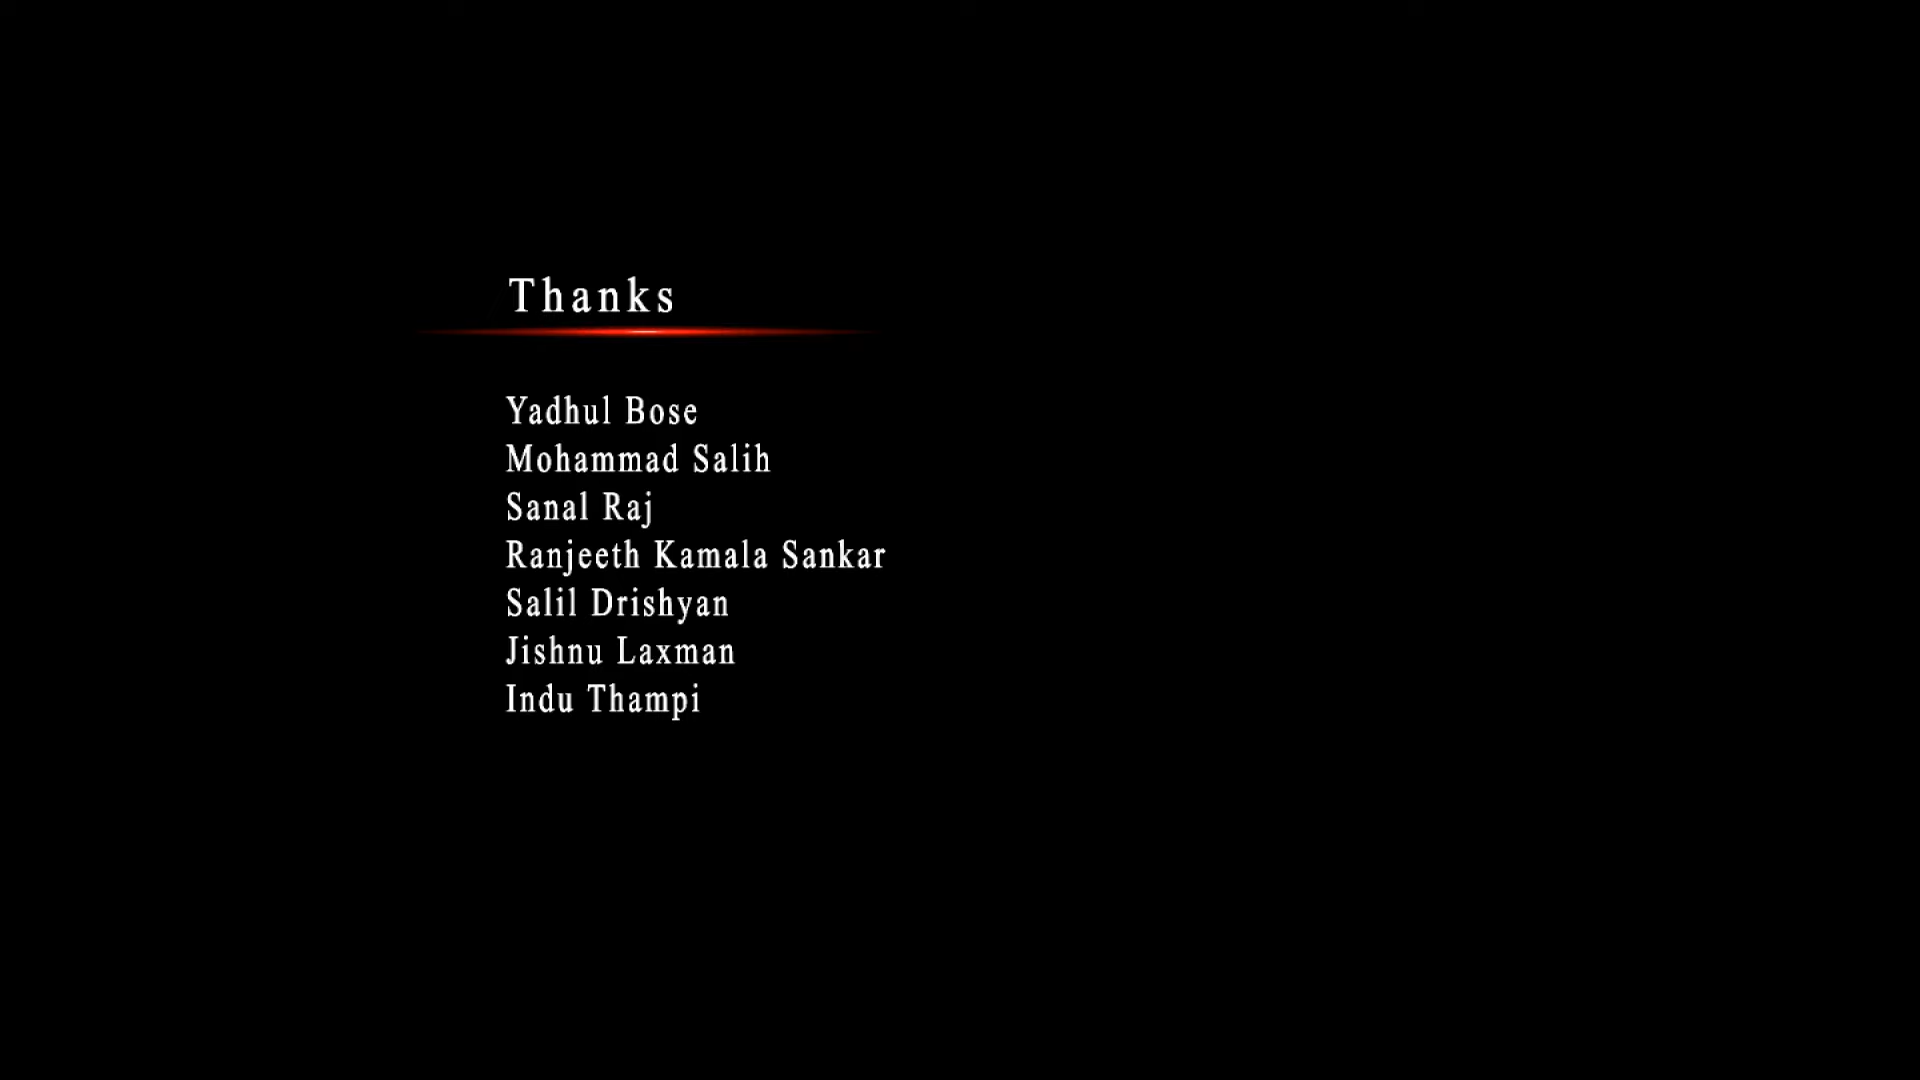 Thanks
Yadhul Bose
Mohammad Salih
Sanal Raj
Ranjeeth Kamala Sankar
Salil Drishyan
Jishnu Laxman
Indu Thampi